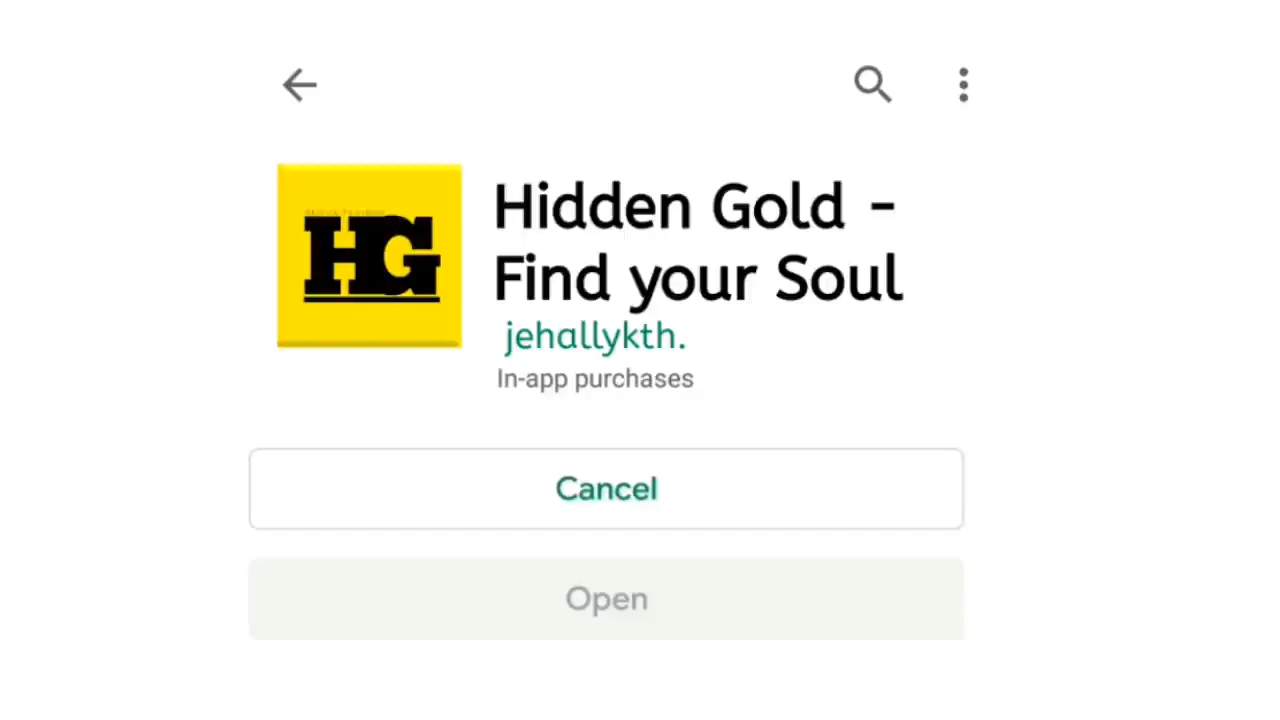 HG
Hidden Gold -
Find your Soul
jehallykth.
In-app purchases
Cancel
Open